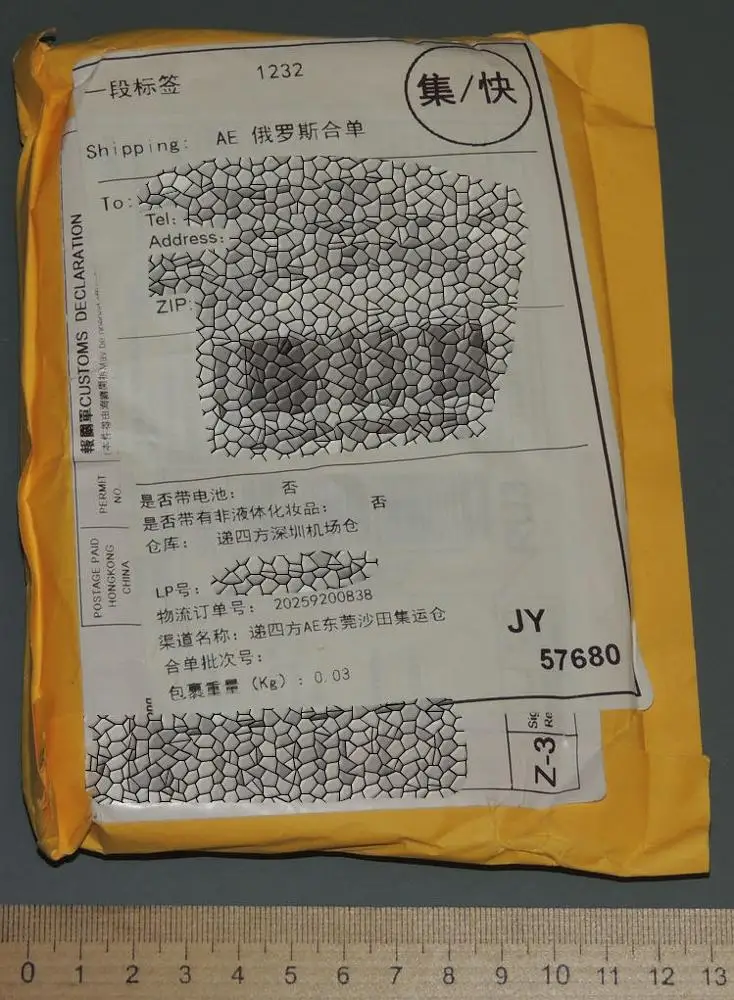 一段标签 1232
集/快
Shipping: AE 俄罗斯合单
To:
Tel:
Address:
ZIP:
報關單CUSTOMS DECLARATION
PERMIT NO.
POSTAGE PAID
HONGKONG
CHINA
是否带电池: 否
是否带有非液体化妆品: 否
仓库: 递四方深圳机场仓
LP号:
物流订单号: 20259200838
渠道名称: 递四方AE东莞沙田集运仓
合单批次号:
包裹重量 (Kg) : 0.03
JY
57680
Sig
Re
Z-3
0 1 2 3 4 5 6 7 8 9 10 11 12 13